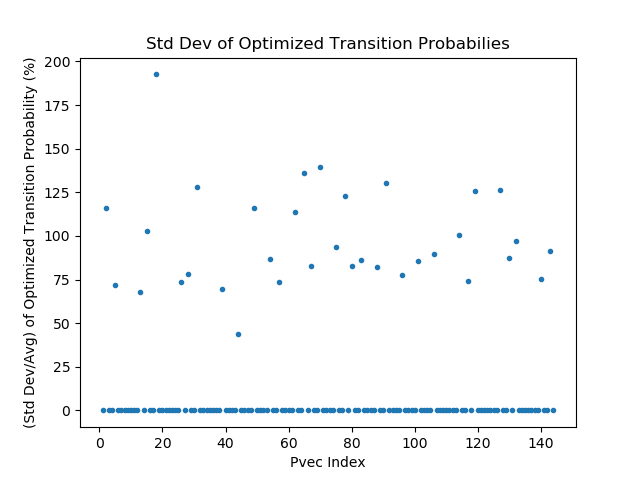 Std Dev of Optimized Transition Probabilies
(Std Dev/Avg) of Optimized Transition Probability (%)
200
175
150
125
100
75
50
25
0
0 20 40 60 80 100 120 140
Pvec Index